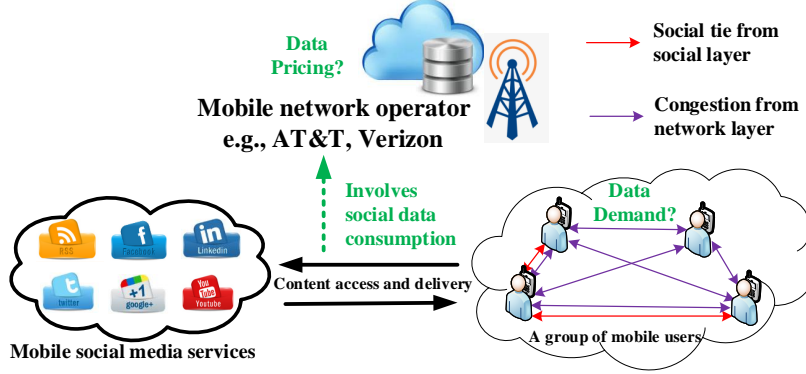 Data
Pricing?
Social tie from
social layer
Mobile network operator
e.g., AT&T, Verizon
Congestion from
network layer
Involves
social data
consumption
Data
Demand?
RSS
Facebook
in
Linkedin
twitter
+1
google+
You
Tube
Youtube
Content access and delivery
A group of mobile users
Mobile social media services